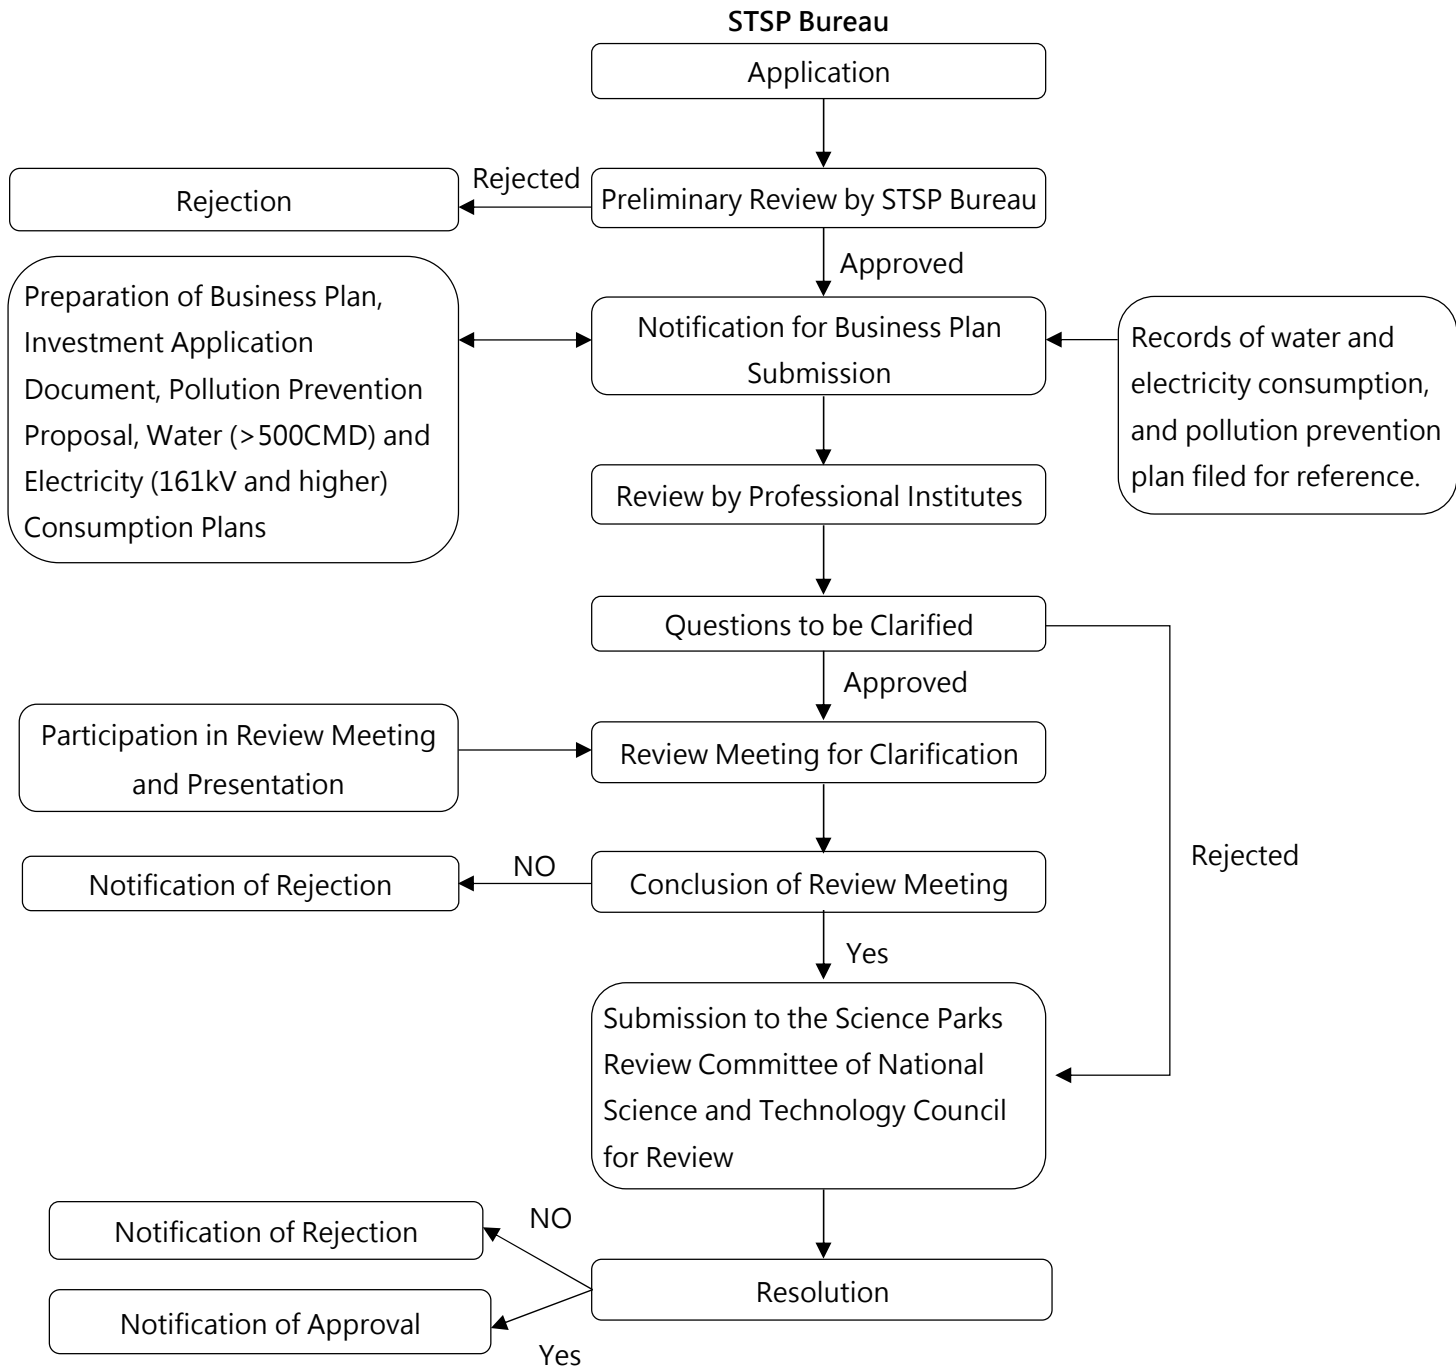 STSP Bureau
Application
Rejected
Rejection
Preliminary Review by STSP Bureau
Approved
Preparation of Business Plan,
Investment Application
Document, Pollution Prevention
Proposal, Water (>500CMD) and
Electricity (161kV and higher)
Consumption Plans
Notification for Business Plan
Submission
Records of water and
electricity consumption,
and pollution prevention
plan filed for reference.
Review by Professional Institutes
Questions to be Clarified
Approved
Participation in Review Meeting
and Presentation
Review Meeting for Clarification
Rejected
NO
Notification of Rejection
Conclusion of Review Meeting
Yes
Submission to the Science Parks
Review Committee of National
Science and Technology Council
for Review
NO
Notification of Rejection
Resolution
Notification of Approval
Yes